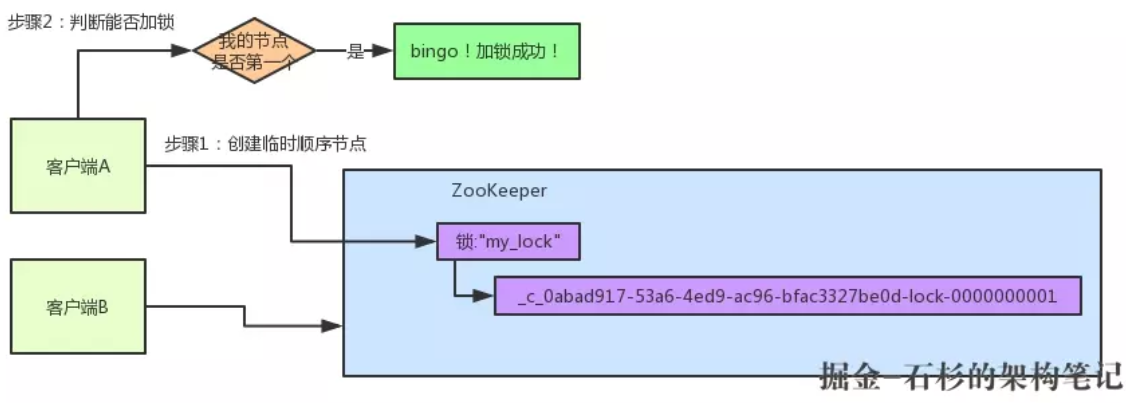 步骤2：判断能否加锁
我的节点
是否第一个
是
bingo！加锁成功！
客户端A
步骤1：创建临时顺序节点
ZooKeeper
锁:"my_lock"
_c_0abad917-53a6-4ed9-ac96-bfac3327be0d-lock-0000000001
客户端B
掘金-石杉的架构笔记